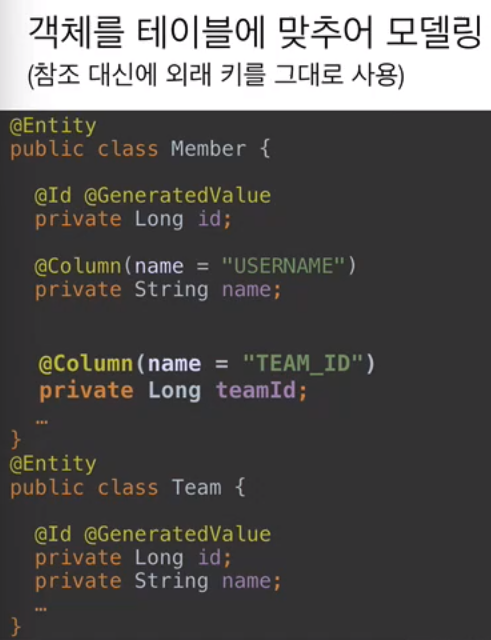 객체를 테이블에 맞추어 모델링
(참조 대신에 외래 키를 그대로 사용)
@Entity
public class Member {
@Id @GeneratedValue
private Long id;
@Column(name = "USERNAME")
private String name;
@Column(name = "TEAM_ID")
private Long teamId;
…
}
@Entity
public class Team {
@Id @GeneratedValue
private Long id;
private String name;
…
}